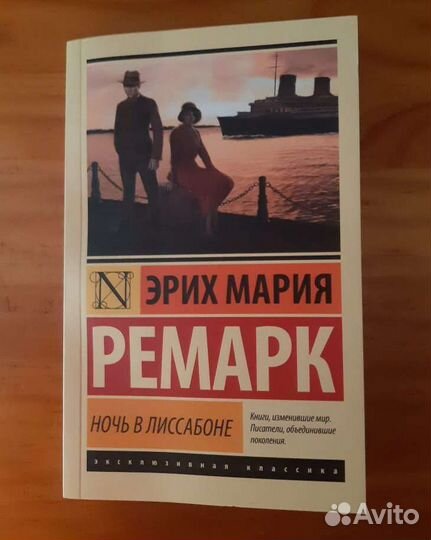 N
ЭРИХ МАРИЯ
РЕМАРК
НОЧЬ В ЛИССАБОНЕ
Книги, изменившие мир.
Писатели, объединившие
поколения.
эксклюзивная классика
Avito